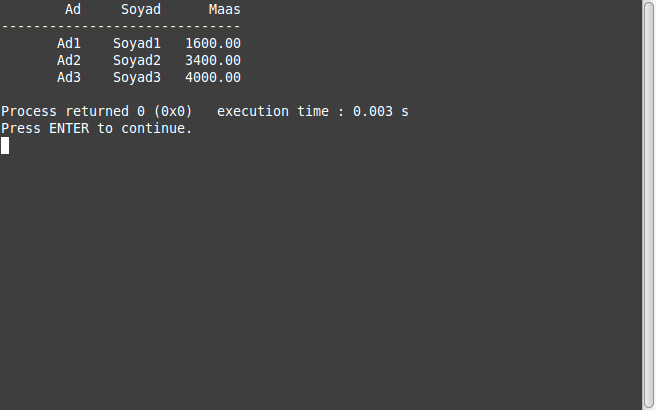 Ad     Soyad      Maas
------------------------------
       Ad1    Soyad1   1600.00
       Ad2    Soyad2   3400.00
       Ad3    Soyad3   4000.00
Process returned 0 (0x0)   execution time : 0.003 s
Press ENTER to continue.